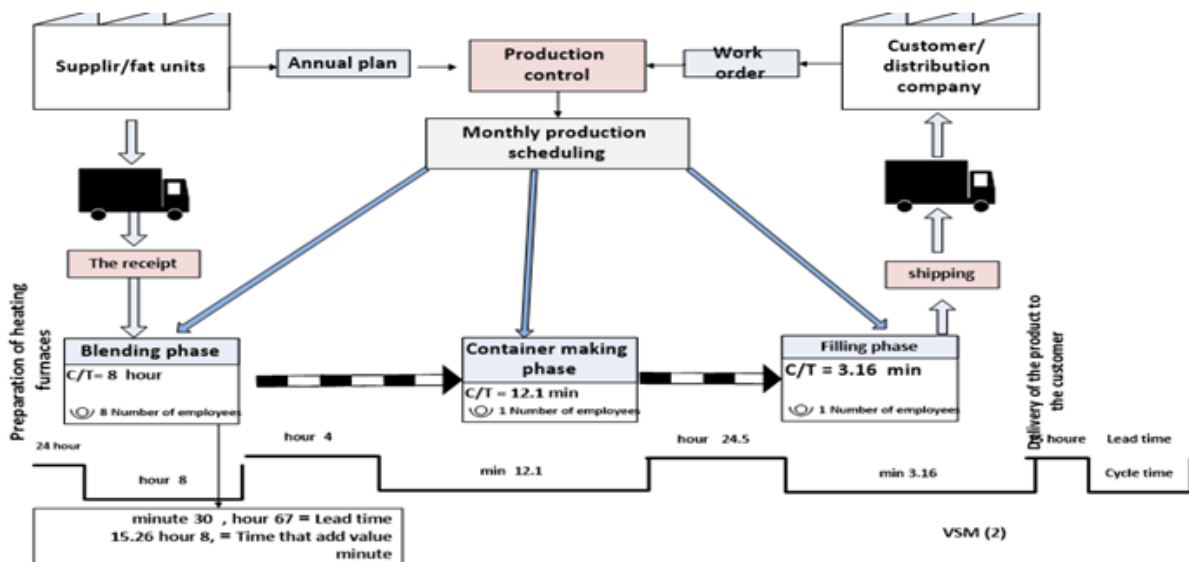 Supplir/fat units
Annual plan
Production
control
Work
order
Customer/
distribution
company
Monthly production
scheduling
The receipt
shipping
Preparation of heating
furnaces
Blending phase
C/T= 8 hour
8 Number of employees
Container making
phase
C/T = 12.1 min
1 Number of employees
Filling phase
C/T = 3.16 min
1 Number of employees
Delivery of the product to
the customer
24 hour
hour 8
hour 4
min 12.1
hour 24.5
min 3.16
houre
Lead time
Cycle time
minute 30 , hour 67 = Lead time
15.26 hour 8, = Time that add value
minute
VSM (2)